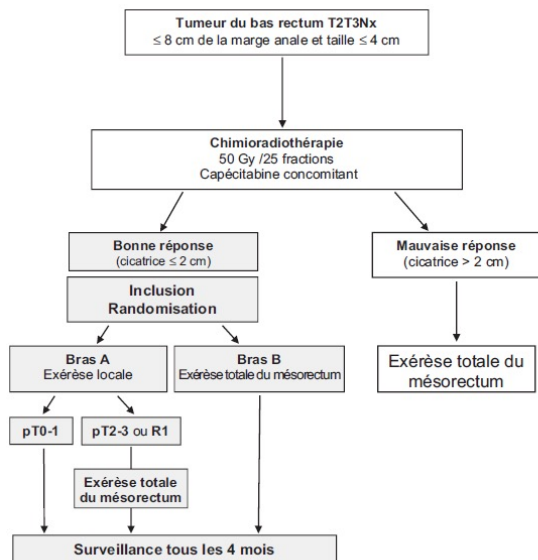 Tumeur du bas rectum T2T3Nx
≤ 8 cm de la marge anale et taille ≤ 4 cm
Chimioradiothérapie
50 Gy /25 fractions
Capécitabine concomitant
Bonne réponse
(cicatrice ≤ 2 cm)
Mauvaise réponse
(cicatrice > 2 cm)
Inclusion
Randomisation
Bras A
Exérèse locale
Bras B
Exérèse totale du mésorectum
Exérèse totale du
mésorectum
pT0-1
pT2-3 ou R1
Exérèse totale
du mésorectum
Surveillance tous les 4 mois